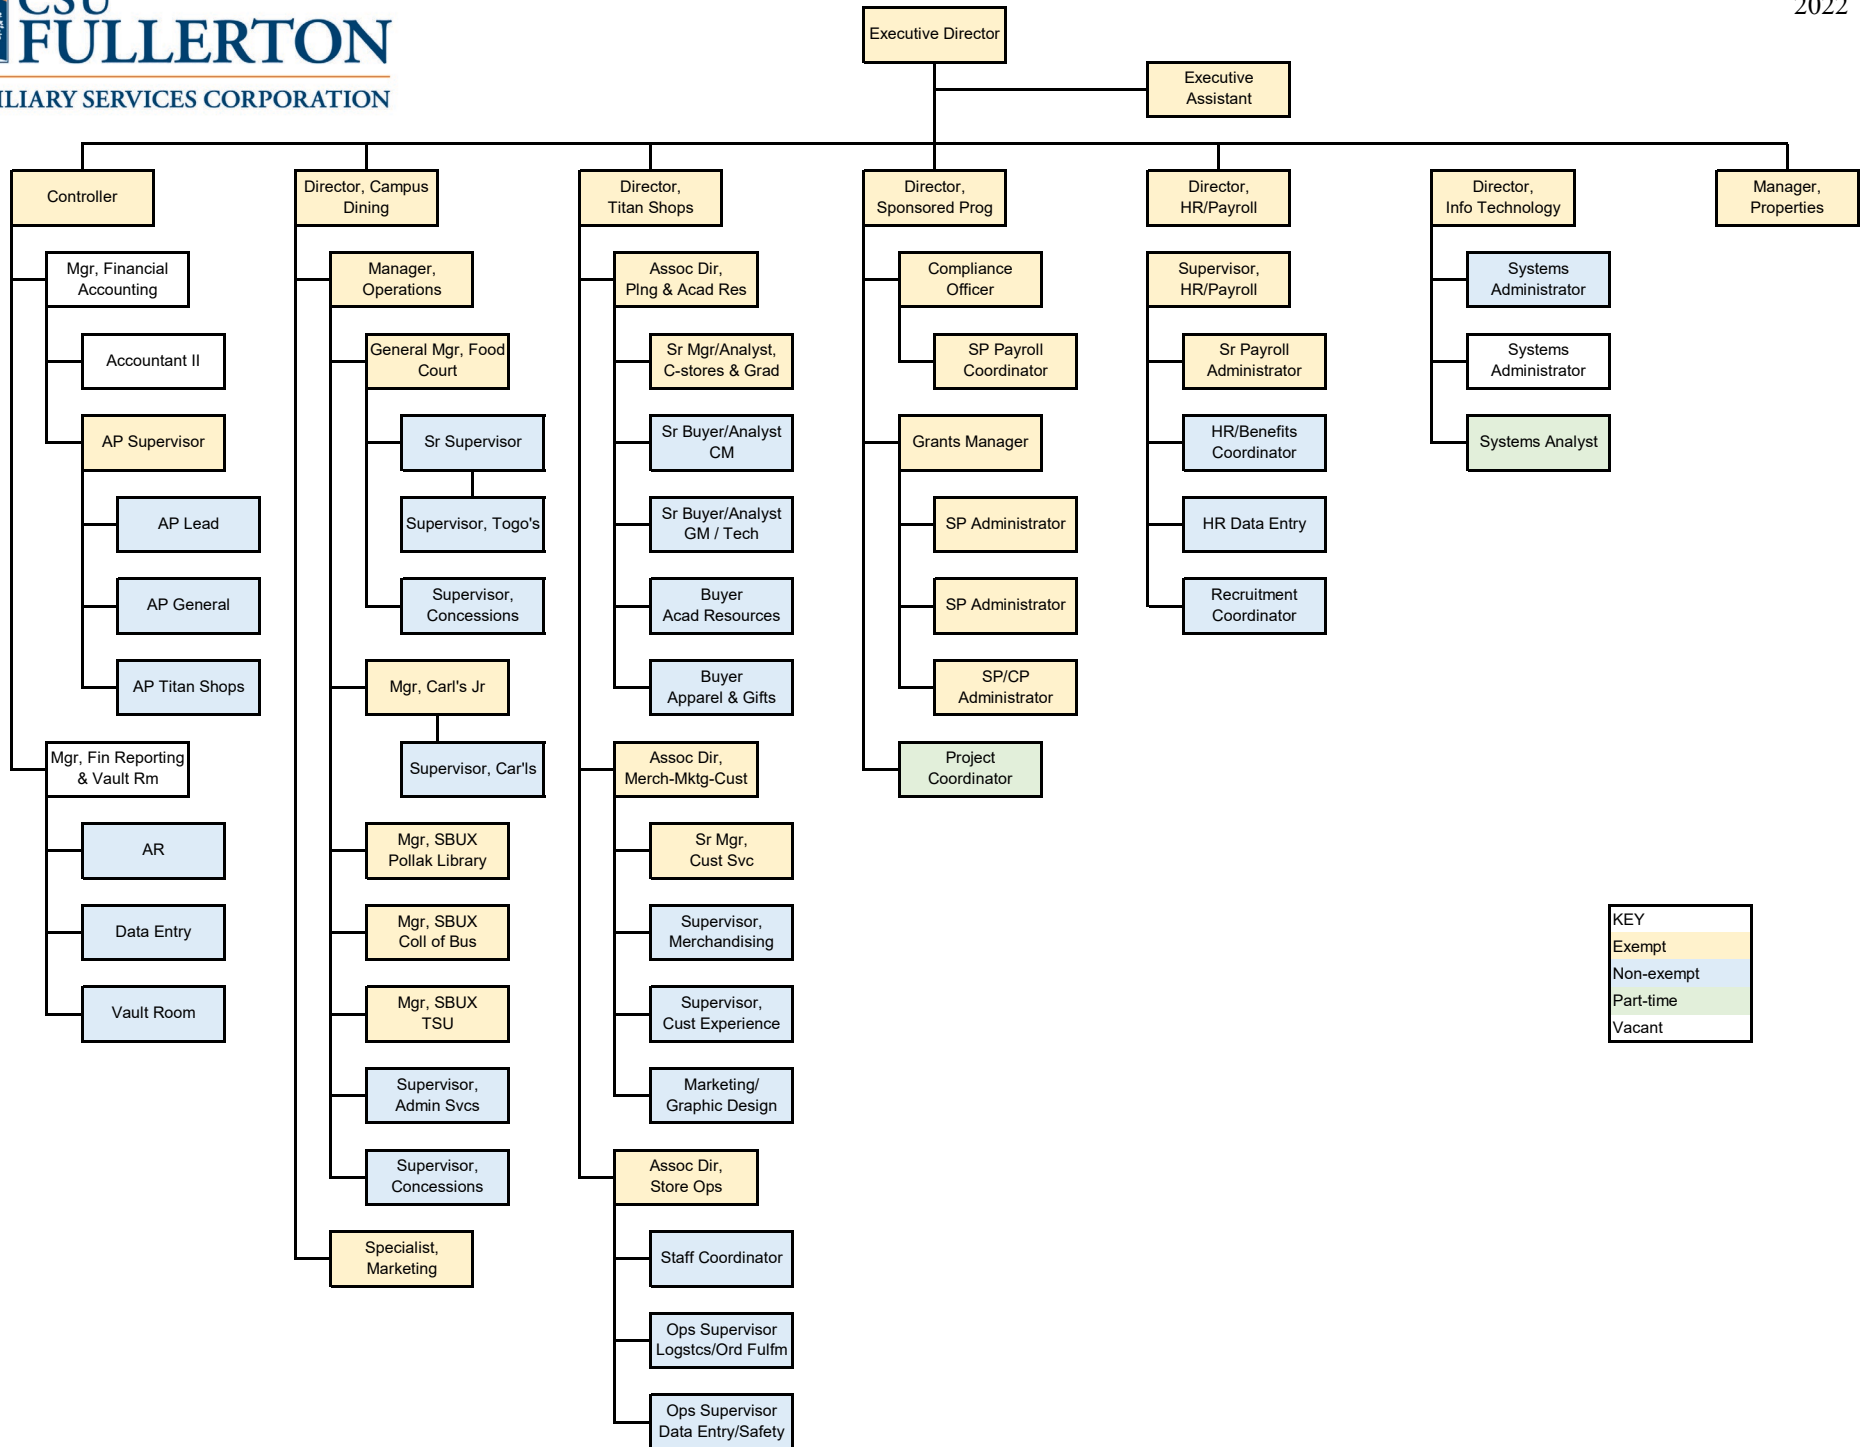 CSU
FULLERTON
ILIARY SERVICES CORPORATION
2022
Executive Director
Executive
Assistant
Controller
Director, Campus
Dining
Director,
Titan Shops
Director,
Sponsored Prog
Director,
HR/Payroll
Director,
Info Technology
Manager,
Properties
Mgr, Financial
Accounting
Accountant II
AP Supervisor
AP Lead
AP General
AP Titan Shops
Mgr, Fin Reporting
& Vault Rm
AR
Data Entry
Vault Room
Manager,
Operations
General Mgr, Food
Court
Sr Supervisor
Supervisor, Togo's
Supervisor,
Concessions
Mgr, Carl's Jr
Supervisor, Car'ls
Mgr, SBUX
Pollak Library
Mgr, SBUX
Coll of Bus
Mgr, SBUX
TSU
Supervisor,
Admin Svcs
Supervisor,
Concessions
Specialist,
Marketing
Assoc Dir,
Plng & Acad Res
Sr Mgr/Analyst,
C-stores & Grad
Sr Buyer/Analyst
CM
Sr Buyer/Analyst
GM / Tech
Buyer
Acad Resources
Buyer
Apparel & Gifts
Assoc Dir,
Merch-Mktg-Cust
Sr Mgr,
Cust Svc
Supervisor,
Merchandising
Supervisor,
Cust Experience
Marketing/
Graphic Design
Assoc Dir,
Store Ops
Staff Coordinator
Ops Supervisor
Logstcs/Ord Fulfm
Ops Supervisor
Data Entry/Safety
Compliance
Officer
SP Payroll
Coordinator
Grants Manager
SP Administrator
SP Administrator
SP/CP
Administrator
Project
Coordinator
Supervisor,
HR/Payroll
Sr Payroll
Administrator
HR/Benefits
Coordinator
HR Data Entry
Recruitment
Coordinator
Systems
Administrator
Systems
Administrator
Systems Analyst
KEY
Exempt
Non-exempt
Part-time
Vacant